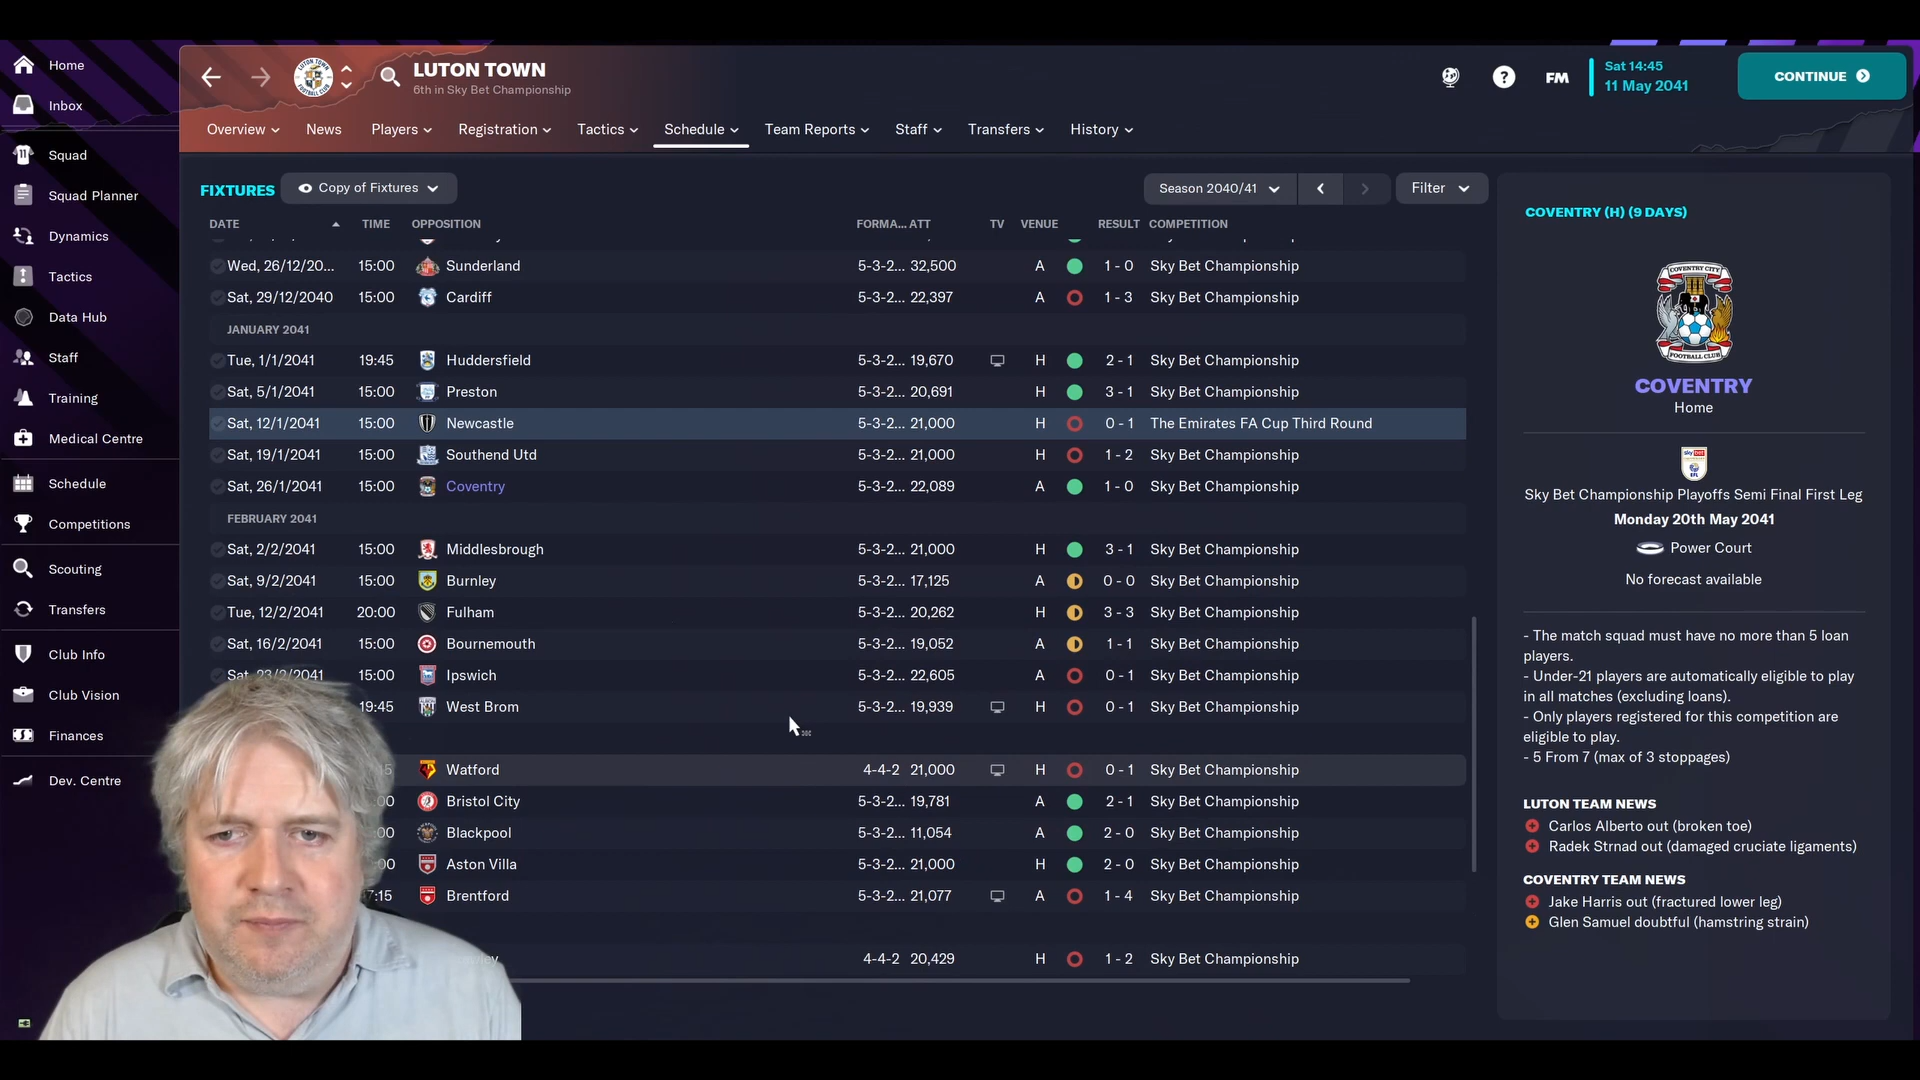 Home
Inbox
Squad
Squad Planner
Dynamics
Tactics
Data Hub
Staff
Training
Medical Centre
Schedule
Competitions
Scouting
Transfers
Club Info
Club Vision
Finances
Dev. Centre
LUTON TOWN
6th in Sky Bet Championship
FM
Sat 14:45
11 May 2041
CONTINUE
Overview News Players Registration Tactics Schedule Team Reports Staff Transfers History
FIXTURES Copy of Fixtures Season 2040/41 Filter
DATE TIME OPPOSITION FORMA... ATT TV VENUE RESULT COMPETITION
Wed, 26/12/20... 15:00 Sunderland 5-3-2... 32,500 A 1 - 0 Sky Bet Championship
Sat, 29/12/2040 15:00 Cardiff 5-3-2... 22,397 A 1 - 3 Sky Bet Championship
JANUARY 2041
Tue, 1/1/2041 19:45 Huddersfield 5-3-2... 19,670 H 2 - 1 Sky Bet Championship
Sat, 5/1/2041 15:00 Preston 5-3-2... 20,691 H 3 - 1 Sky Bet Championship
Sat, 12/1/2041 15:00 Newcastle 5-3-2... 21,000 H 0 - 1 The Emirates FA Cup Third Round
Sat, 19/1/2041 15:00 Southend Utd 5-3-2... 21,000 H 1 - 2 Sky Bet Championship
Sat, 26/1/2041 15:00 Coventry 5-3-2... 22,089 A 1 - 0 Sky Bet Championship
FEBRUARY 2041
Sat, 2/2/2041 15:00 Middlesbrough 5-3-2... 21,000 H 3 - 1 Sky Bet Championship
Sat, 9/2/2041 15:00 Burnley 5-3-2... 17,125 A 0 - 0 Sky Bet Championship
Tue, 12/2/2041 20:00 Fulham 5-3-2... 20,262 H 3 - 3 Sky Bet Championship
Sat, 16/2/2041 15:00 Bournemouth 5-3-2... 19,052 A 1 - 1 Sky Bet Championship
Sat, 23/2/2041 15:00 Ipswich 5-3-2... 22,605 A 0 - 1 Sky Bet Championship
19:45 West Brom 5-3-2... 19,939 H 0 - 1 Sky Bet Championship
Watford 4-4-2 21,000 H 0 - 1 Sky Bet Championship
Bristol City 5-3-2... 19,781 A 2 - 1 Sky Bet Championship
Blackpool 5-3-2... 11,054 A 2 - 0 Sky Bet Championship
Aston Villa 5-3-2... 21,000 H 2 - 0 Sky Bet Championship
Brentford 5-3-2... 21,077 A 1 - 4 Sky Bet Championship
4-4-2 20,429 H 1 - 2 Sky Bet Championship
COVENTRY (H) (9 DAYS)
COVENTRY CITY
FOOTBALL CLUB
COVENTRY
Home
sky bet
EFL
Sky Bet Championship Playoffs Semi Final First Leg
Monday 20th May 2041
Power Court
No forecast available
- The match squad must have no more than 5 loan
players.
- Under-21 players are automatically eligible to play
in all matches (excluding loans).
- Only players registered for this competition are
eligible to play.
- 5 From 7 (max of 3 stoppages)
LUTON TEAM NEWS
Carlos Alberto out (broken toe)
Radek Strnad out (damaged cruciate ligaments)
COVENTRY TEAM NEWS
Jake Harris out (fractured lower leg)
Glen Samuel doubtful (hamstring strain)